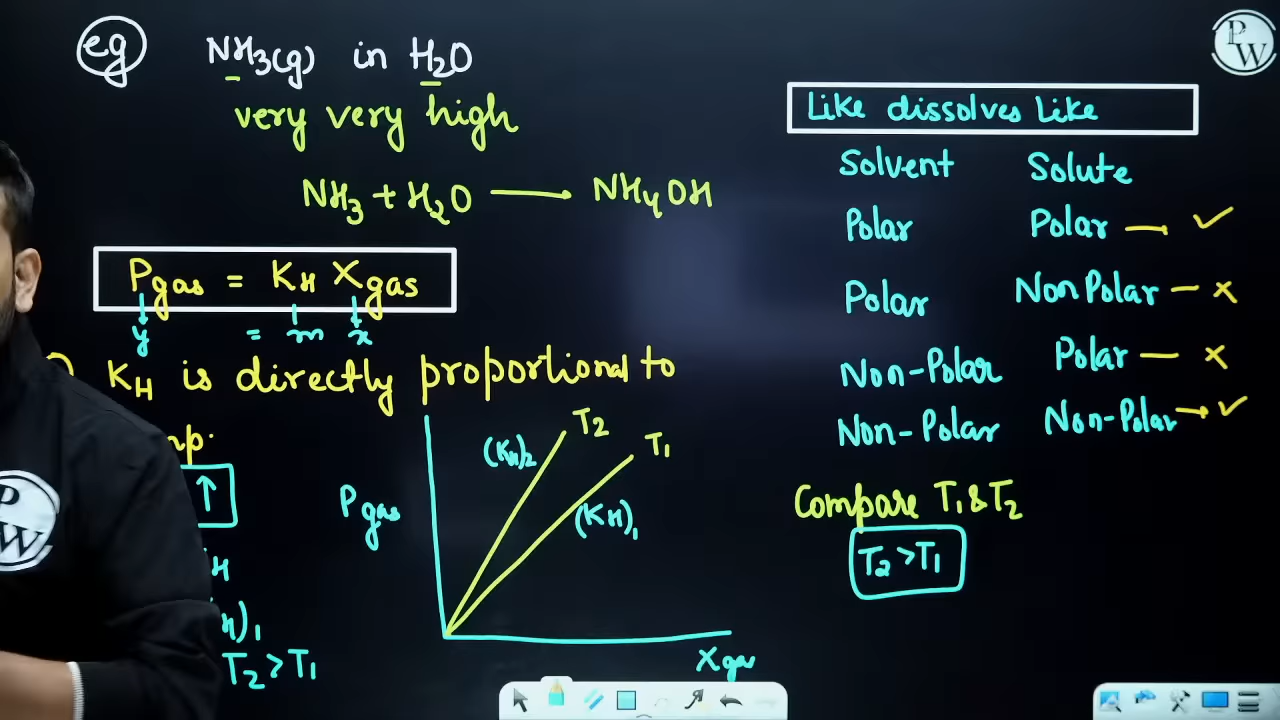 eg NH3(g) in H2O
very very high
NH3 + H2O → NH4OH
Pgas = KH Xgas
y = m x
KH is directly proportional to
↑
T2
(KH)2
T1
(KH)1
Pgas
Xgas
T2 > T1
Like dissolves Like
Solvent Solute
Polar Polar → ✓
Polar NonPolar – ×
Non-Polar Polar – ×
Non-Polar Non-Polar → ✓
Compare T1 & T2
T2 > T1
PW
PW